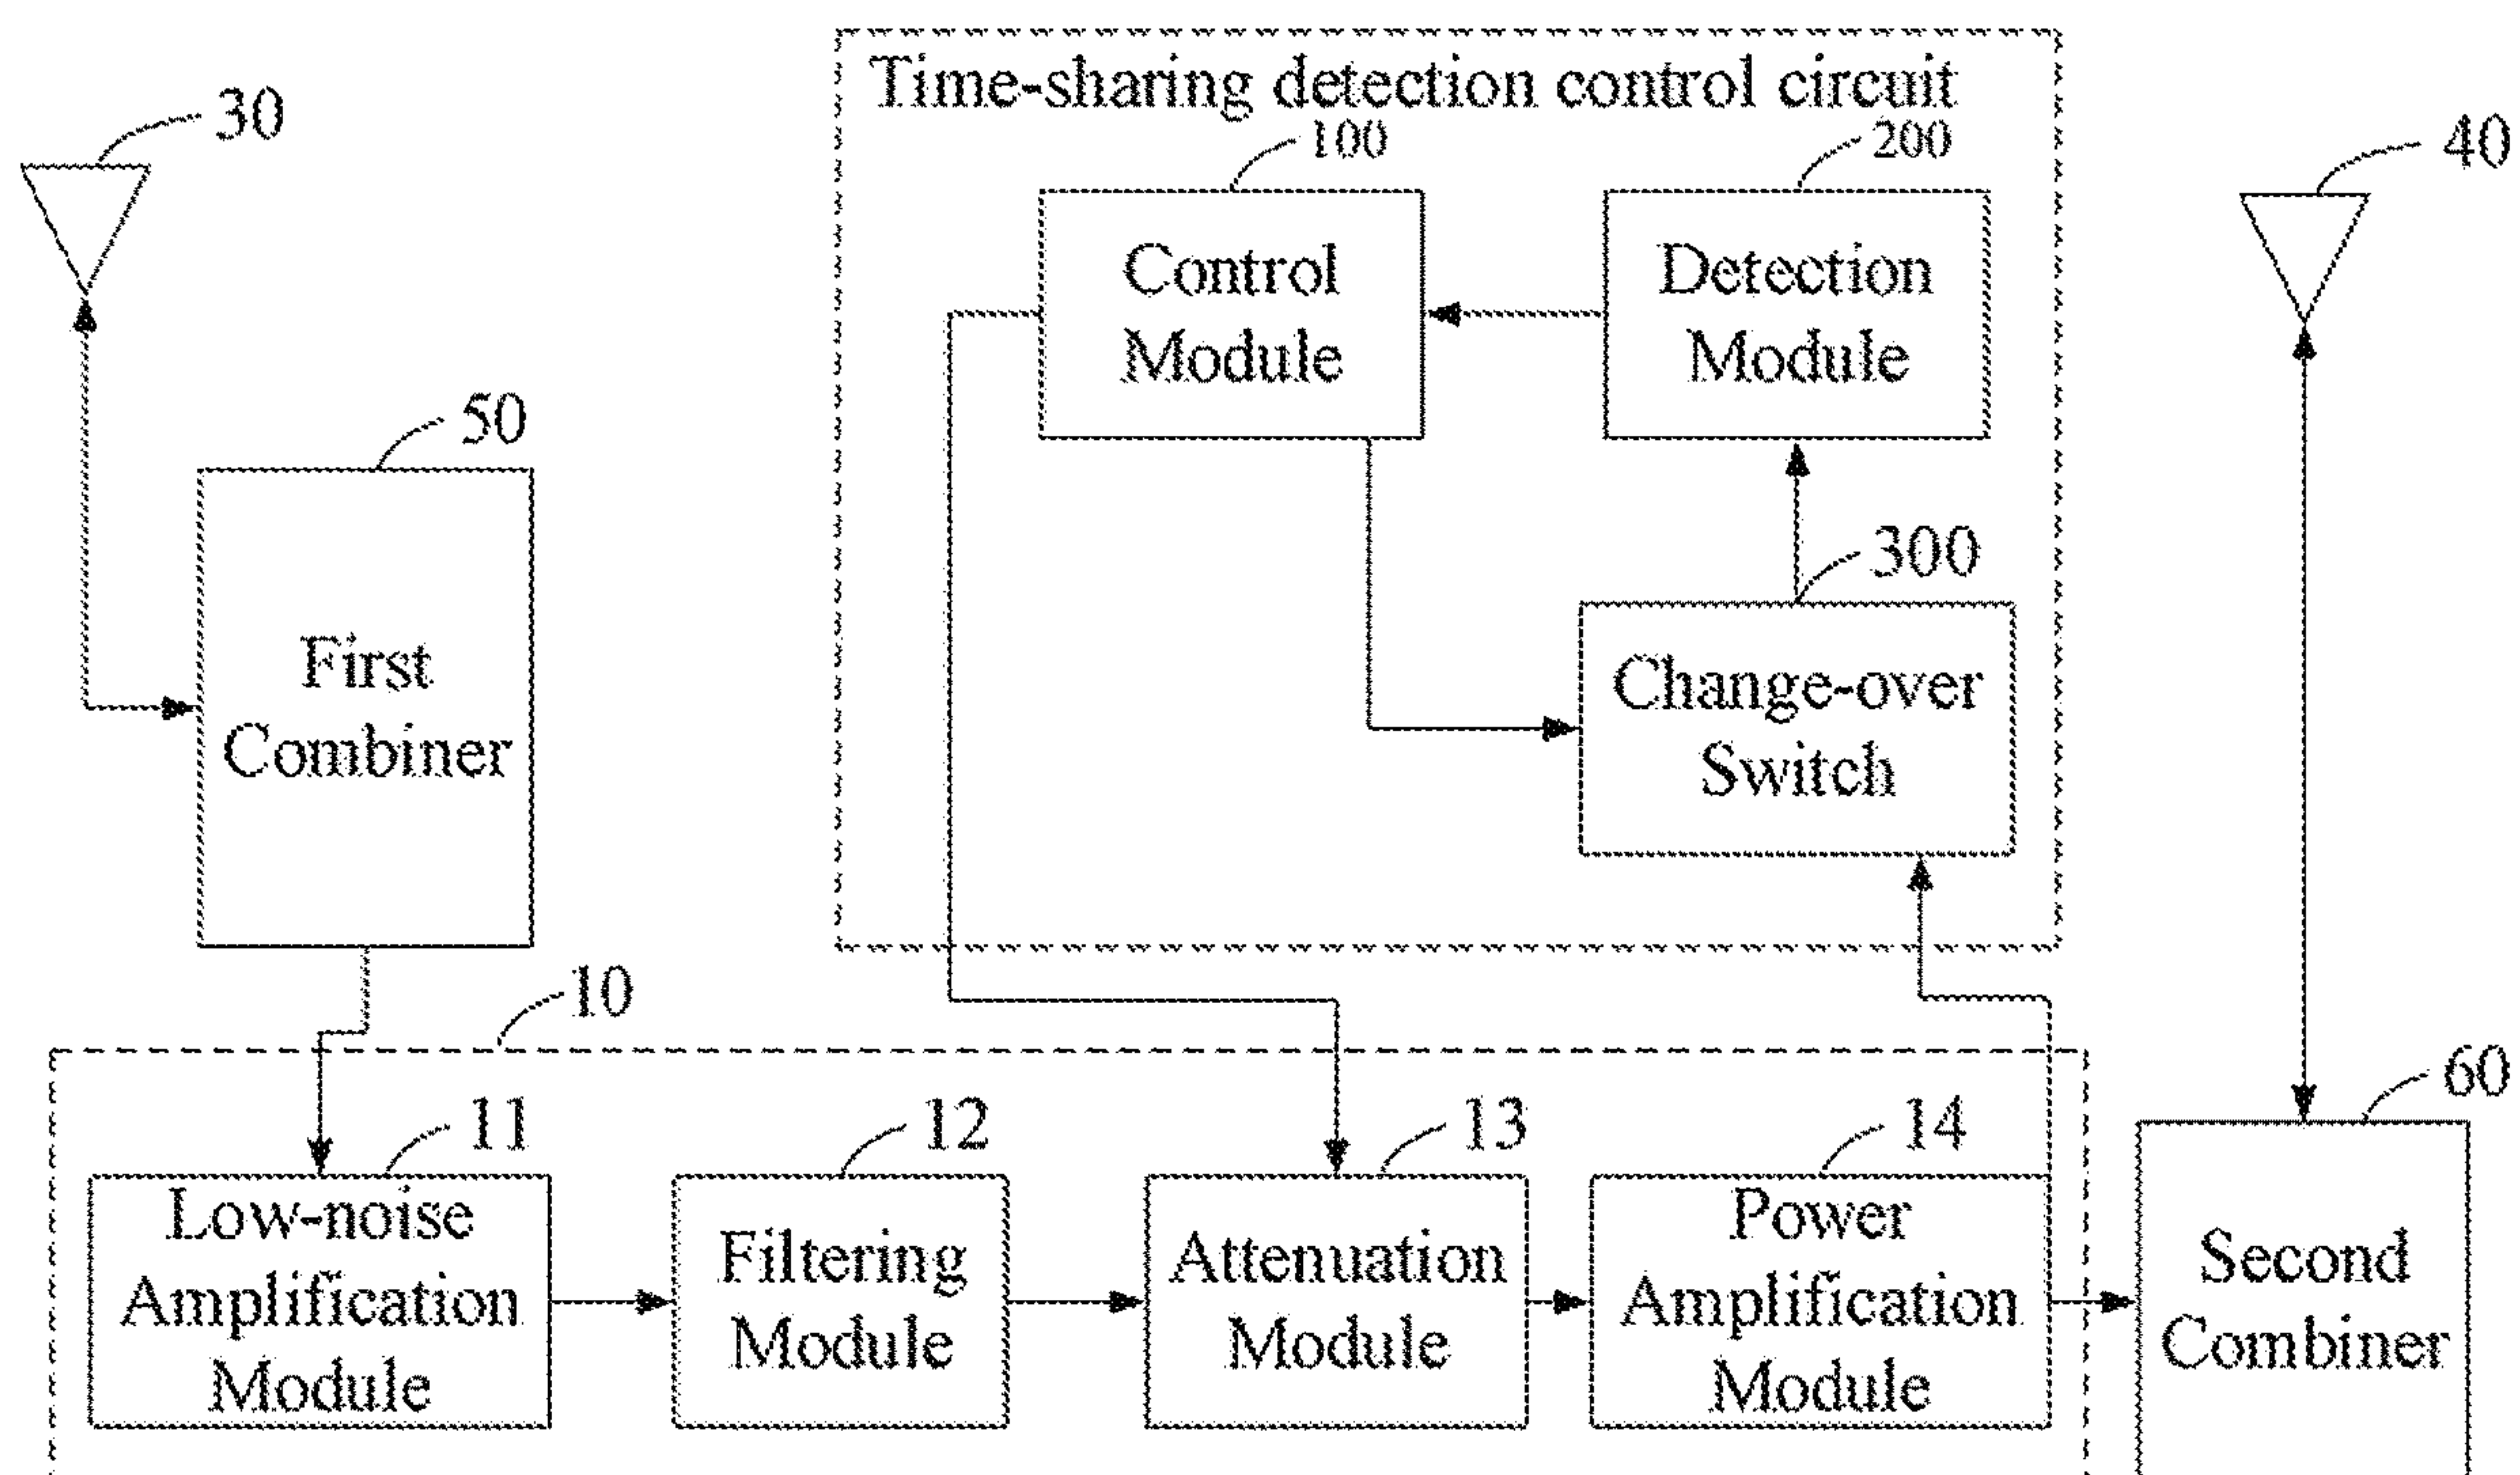 Time-sharing detection control circuit
30
100
200
40
Control
Module
Detection
Module
50
300
First
Combiner
Change-over
Switch
10
60
11
12
13
14
Low-noise
Amplification
Module
Filtering
Module
Attenuation
Module
Power
Amplification
Module
Second
Combiner